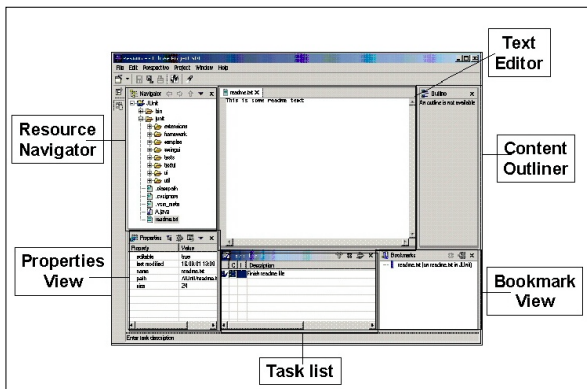 Text
Editor
File Edit Perspective Project Window Help
Navigator
readme.txt
Outline
JUnit
This is some readme text
An outline is not available
bin
junit
extensions
framework
samples
swingui
tests
textui
ui
util
.classpath
.cvsignore
.vcm_meta
A.java
readme.txt
Resource
Navigator
Content
Outliner
Properties
Property Value
editable true
last modified
name readme.txt
path
size 24
Properties
View
C ! Description
Finish readme file
Bookmarks
readme.txt (in JUnit)
Bookmark
View
Enter task description
Task list